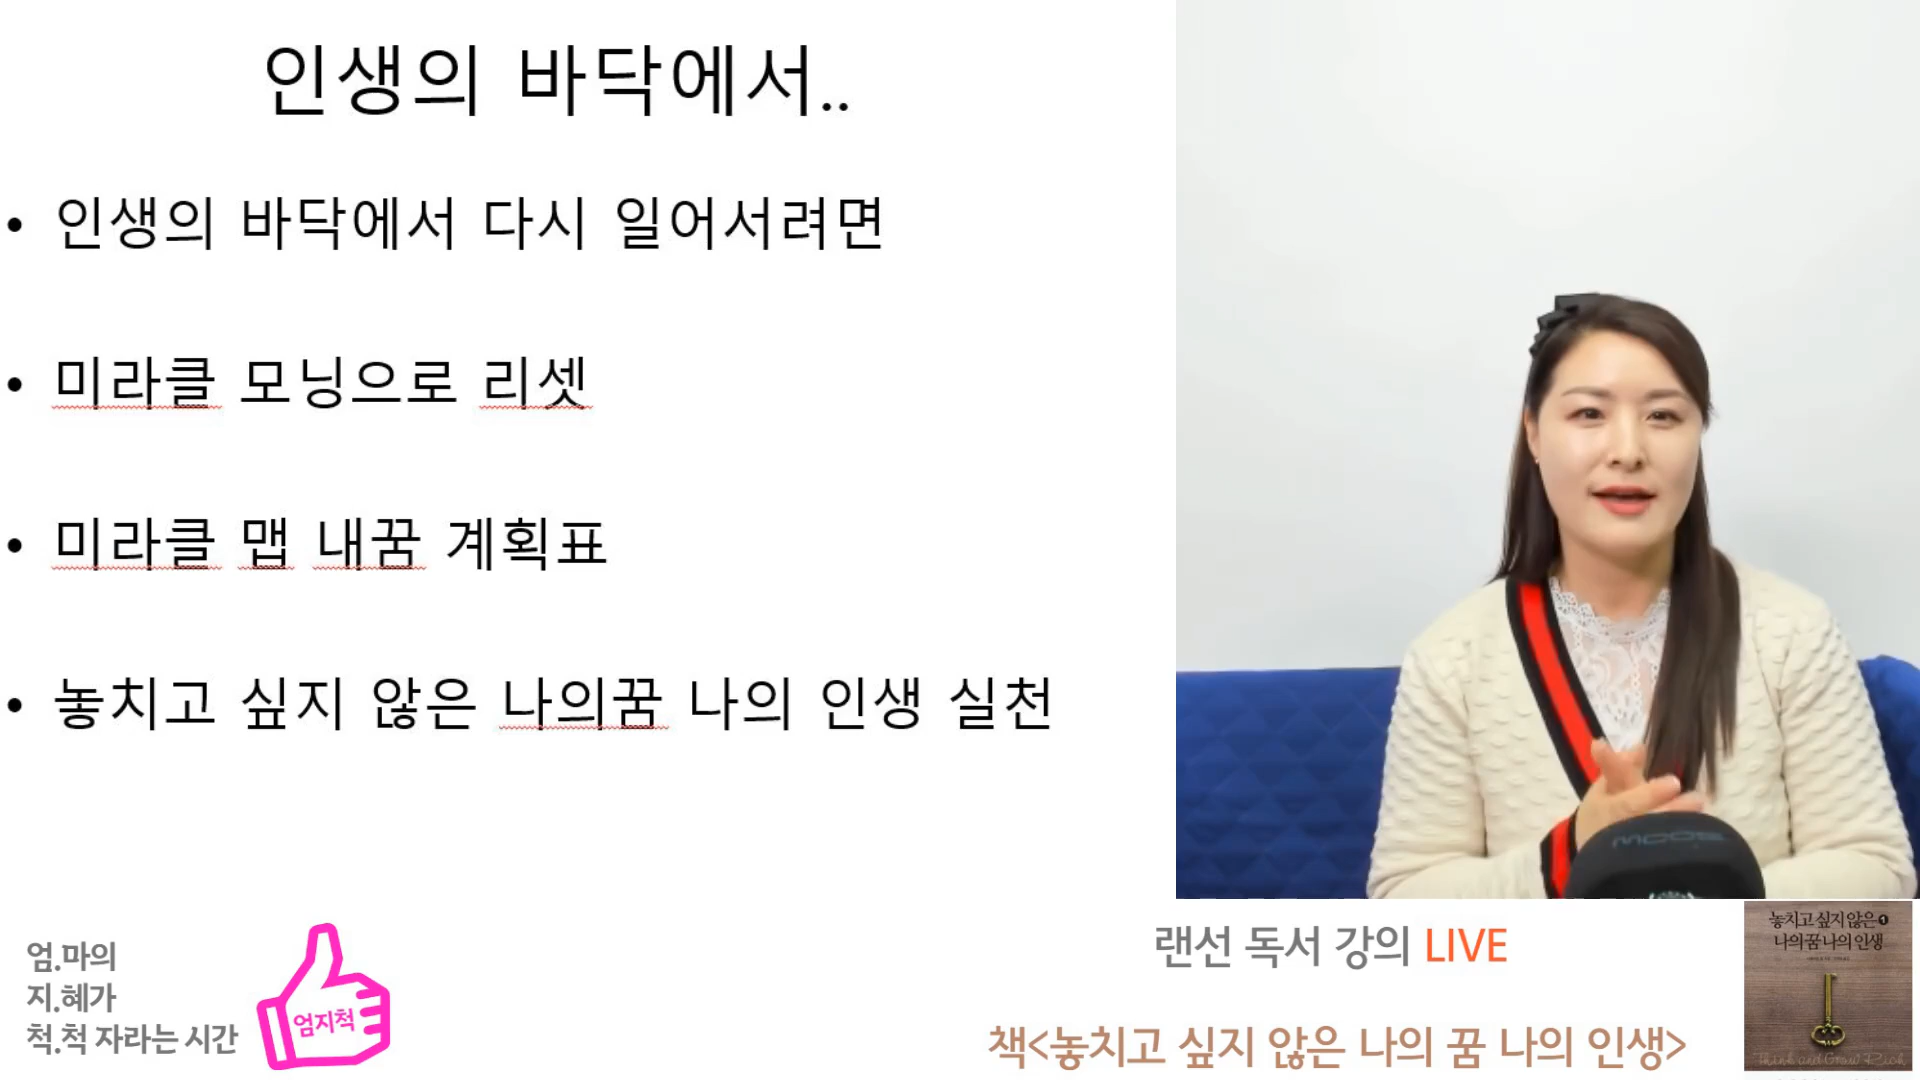 인생의 바닥에서..
• 인생의 바닥에서 다시 일어서려면
• 미라클 모닝으로 리셋
• 미라클 맵 내꿈 계획표
• 놓치고 싶지 않은 나의꿈 나의 인생 실천
엄.마의
지.혜가
척.척 자라는 시간
엄지척
랜선 독서 강의 LIVE
책<놓치고 싶지 않은 나의 꿈 나의 인생>
놓치고 싶지 않은 1
나의 꿈 나의 인생
Think and Grow Rich